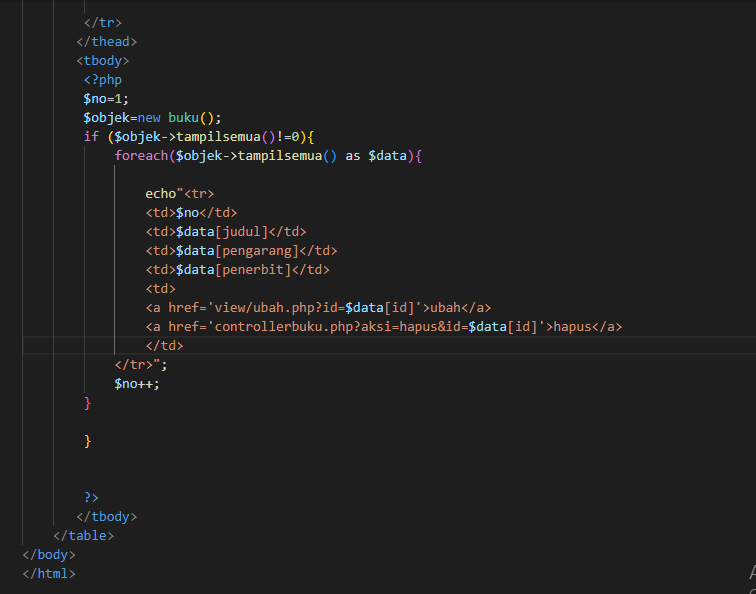 </tr>
</thead>
<tbody>
<?php
$no=1;
$objek=new buku();
if ($objek->tampilsemua()!=0){
foreach($objek->tampilsemua() as $data){
echo"<tr>
<td>$no</td>
<td>$data[judul]</td>
<td>$data[pengarang]</td>
<td>$data[penerbit]</td>
<td>
<a href='view/ubah.php?id=$data[id]'>ubah</a>
<a href='controllerbuku.php?aksi=hapus&id=$data[id]'>hapus</a>
</td>
</tr>";
$no++;
}
}
?>
</tbody>
</table>
</body>
</html>